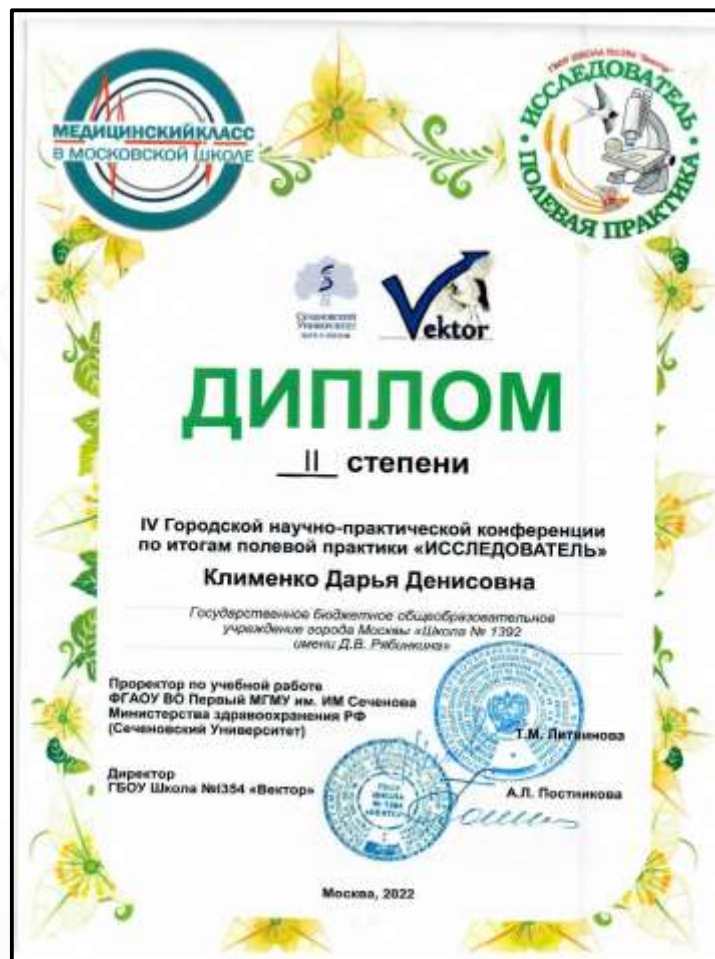 МЕДИЦИНСКИЙ КЛАСС
В МОСКОВСКОЙ ШКОЛЕ
ИССЛЕДОВАТЕЛЬ
ПОЛЕВАЯ ПРАКТИКА
СЕЧЕНОВСКИЙ
УНИВЕРСИТЕТ
Vektor
ДИПЛОМ
II степени
IV Городской научно-практической конференции
по итогам полевой практики «ИССЛЕДОВАТЕЛЬ»
Клименко Дарья Денисовна
Государственное бюджетное общеобразовательное
учреждение города Москвы «Школа № 1392
имени Д.В. Рябинкина»
Проректор по учебной работе
ФГАОУ ВО Первый МГМУ им. ИМ Сеченова
Министерства здравоохранения РФ
(Сеченовский Университет)
Т.М. Литвинова
Директор
ГБОУ Школа №1354 «Вектор»
А.Л. Постникова
Москва, 2022